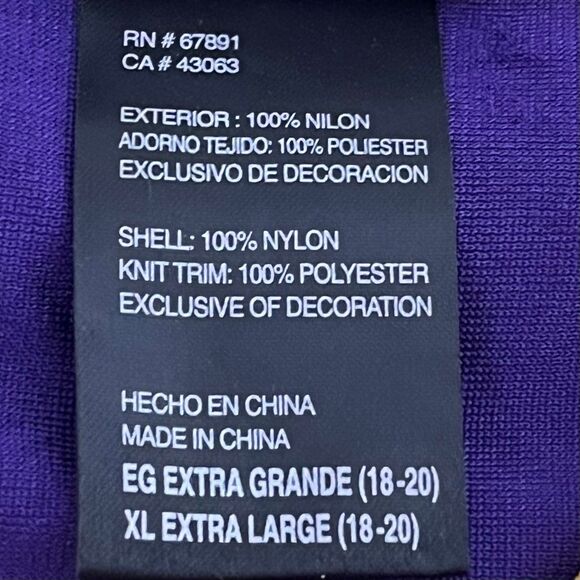 RN # 67891
CA # 43063
EXTERIOR : 100% NILON
ADORNO TEJIDO: 100% POLIESTER
EXCLUSIVO DE DECORACION
SHELL: 100% NYLON
KNIT TRIM: 100% POLYESTER
EXCLUSIVE OF DECORATION
HECHO EN CHINA
MADE IN CHINA
EG EXTRA GRANDE (18-20)
XL EXTRA LARGE (18-20)